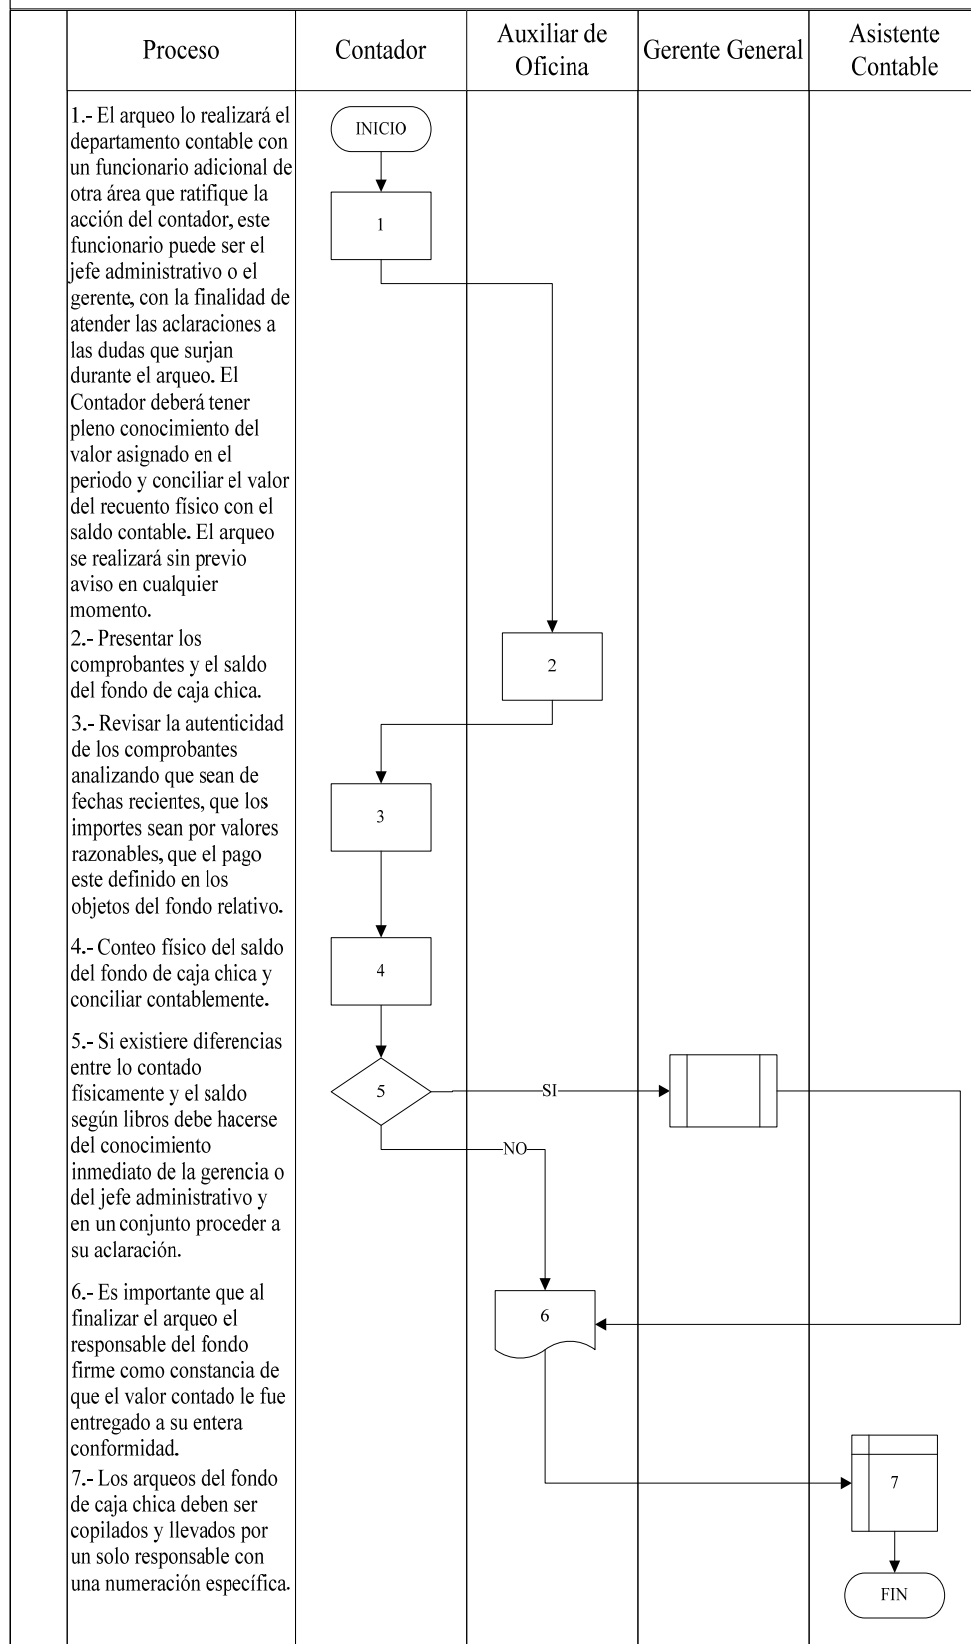 Proceso
Contador
Auxiliar de
Oficina
Gerente General
Asistente
Contable
1.- El arqueo lo realizará el
departamento contable con
un funcionario adicional de
otra área que ratifique la
acción del contador, este
funcionario puede ser el
jefe administrativo o el
gerente, con la finalidad de
atender las aclaraciones a
las dudas que surjan
durante el arqueo. El
Contador deberá tener
pleno conocimiento del
valor asignado en el
periodo y conciliar el valor
del recuento físico con el
saldo contable. El arqueo
se realizará sin previo
aviso en cualquier
momento.
2.- Presentar los
comprobantes y el saldo
del fondo de caja chica.
3.- Revisar la autenticidad
de los comprobantes
analizando que sean de
fechas recientes, que los
importes sean por valores
razonables, que el pago
este definido en los
objetos del fondo relativo.
4.- Conteo físico del saldo
del fondo de caja chica y
conciliar contablemente.
5.- Si existiere diferencias
entre lo contado
físicamente y el saldo
según libros debe hacerse
del conocimiento
inmediato de la gerencia o
del jefe administrativo y
en un conjunto proceder a
su aclaración.
6.- Es importante que al
finalizar el arqueo el
responsable del fondo
firme como constancia de
que el valor contado le fue
entregado a su entera
conformidad.
7.- Los arqueos del fondo
de caja chica deben ser
copilados y llevados por
un solo responsable con
una numeración específica.
INICIO
1
2
3
4
5
SI
NO
6
7
FIN